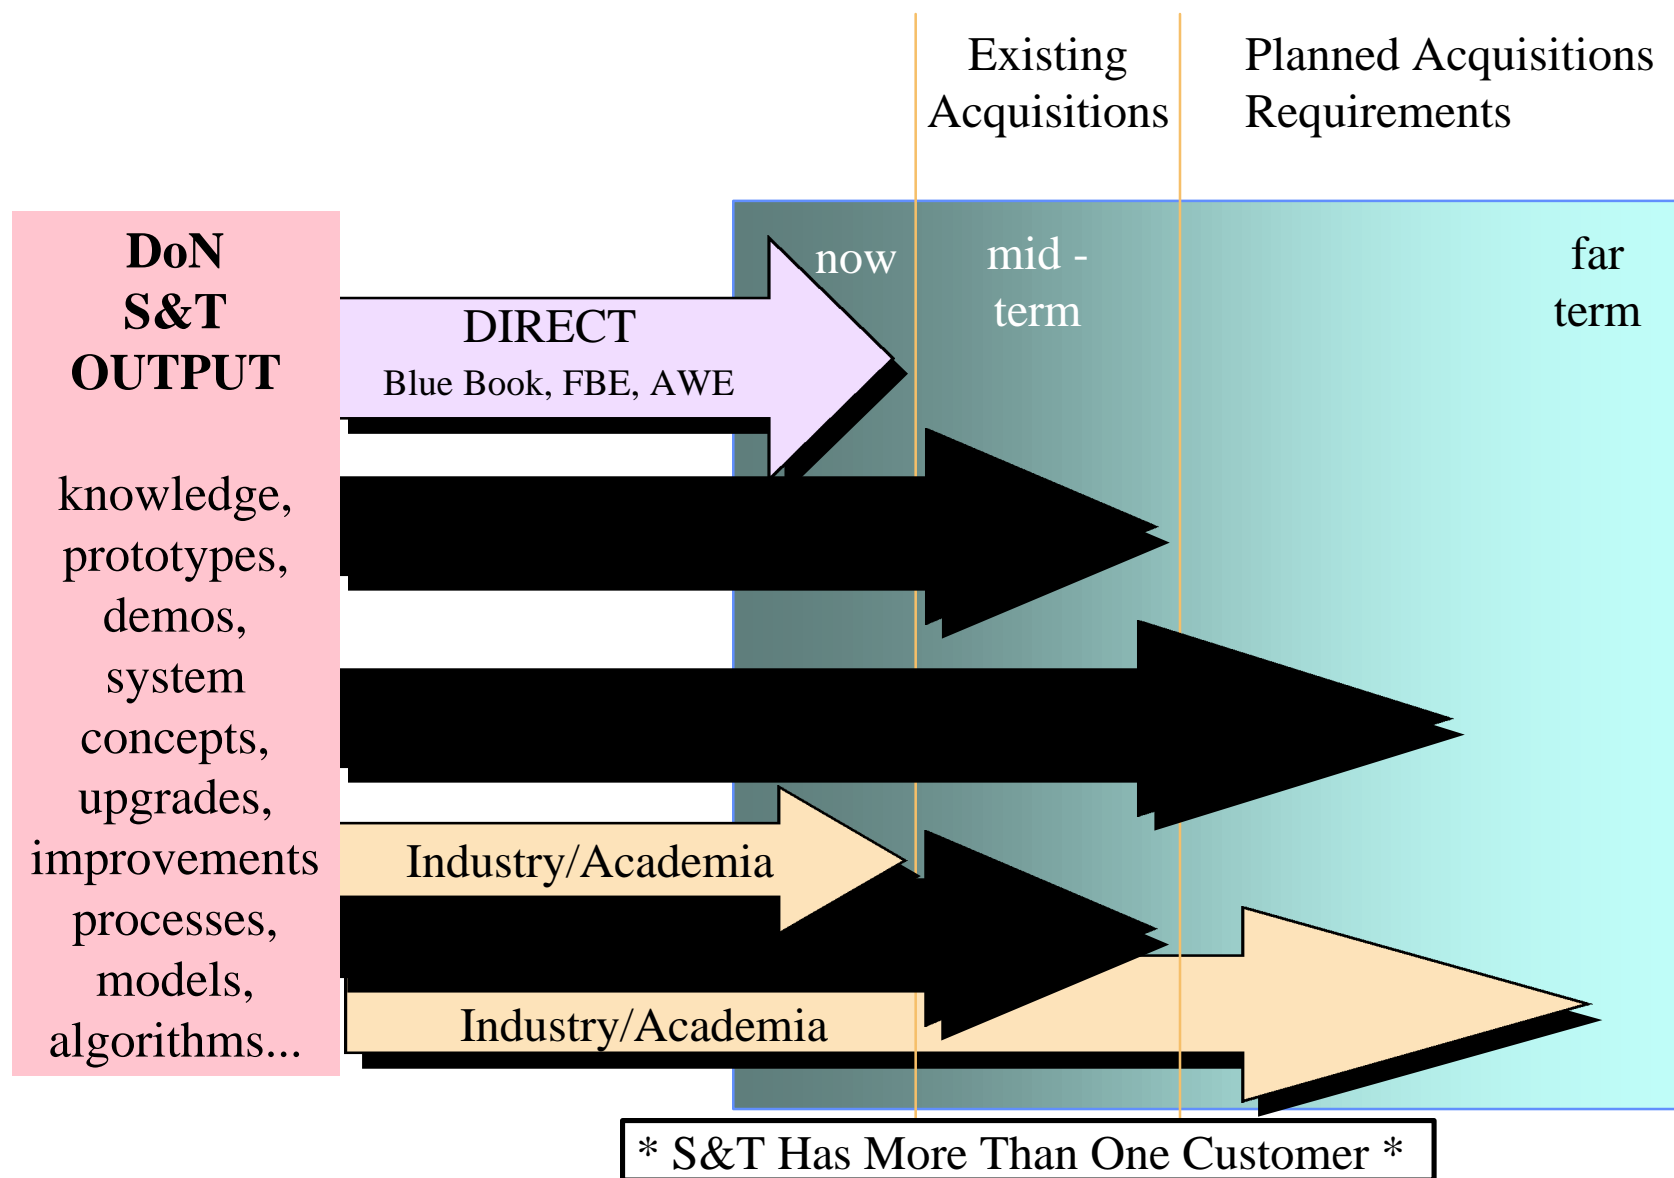 Existing
Acquisitions
Planned Acquisitions
Requirements
DoN
S&T
OUTPUT
knowledge,
prototypes,
demos,
system
concepts,
upgrades,
improvements
processes,
models,
algorithms...
now
mid -
term
far
term
DIRECT
Blue Book, FBE, AWE
Industry/Academia
Industry/Academia
* S&T Has More Than One Customer *